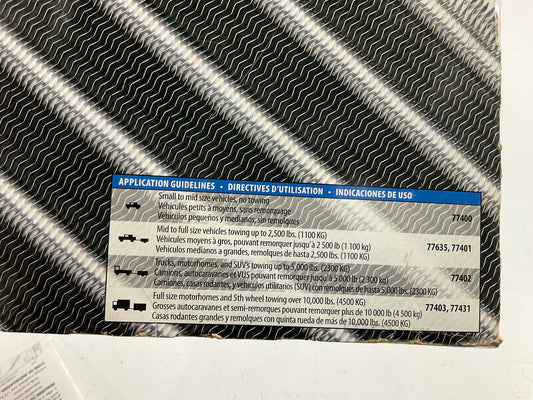 APPLICATION GUIDELINES • DIRECTIVES D'UTILISATION • INDICACIONES DE USO
Small to mid size vehicles, no towing
Véhicules petits à moyens, sans remorquage
Vehículos pequeños y medianos, sin remolques 77400
Mid to full size vehicles towing up to 2,500 lbs. (1100 KG)
Véhicules moyens à gros, pouvant remorquer jusqu'à 2 500 lb (1 100 kg) 77635, 77401
Vehículos medianos a grandes, remolques de hasta 2,500 lbs. (1100 KG)
Trucks, motorhomes, and SUVs towing up to 5,000 lbs. (2300 KG)
Camions, autocaravanes et VUS pouvant remorquer jusqu'à 5 000 lb (2 300 kg) 77402
Camiones, casas rodantes, y vehículos utilitarios (SUV) con remolques de hasta 5,000 lbs. (2300 KG)
Full size motorhomes and 5th wheel towing over 10,000 lbs. (4500 KG) 77403, 77431
Grosses autocaravanes et semi-remorques pouvant remorquer plus de 10 000 lb (4 500 kg)
Casas rodantes grandes y remolques con quinta rueda de más de 10,000 lbs. (4500 KG)